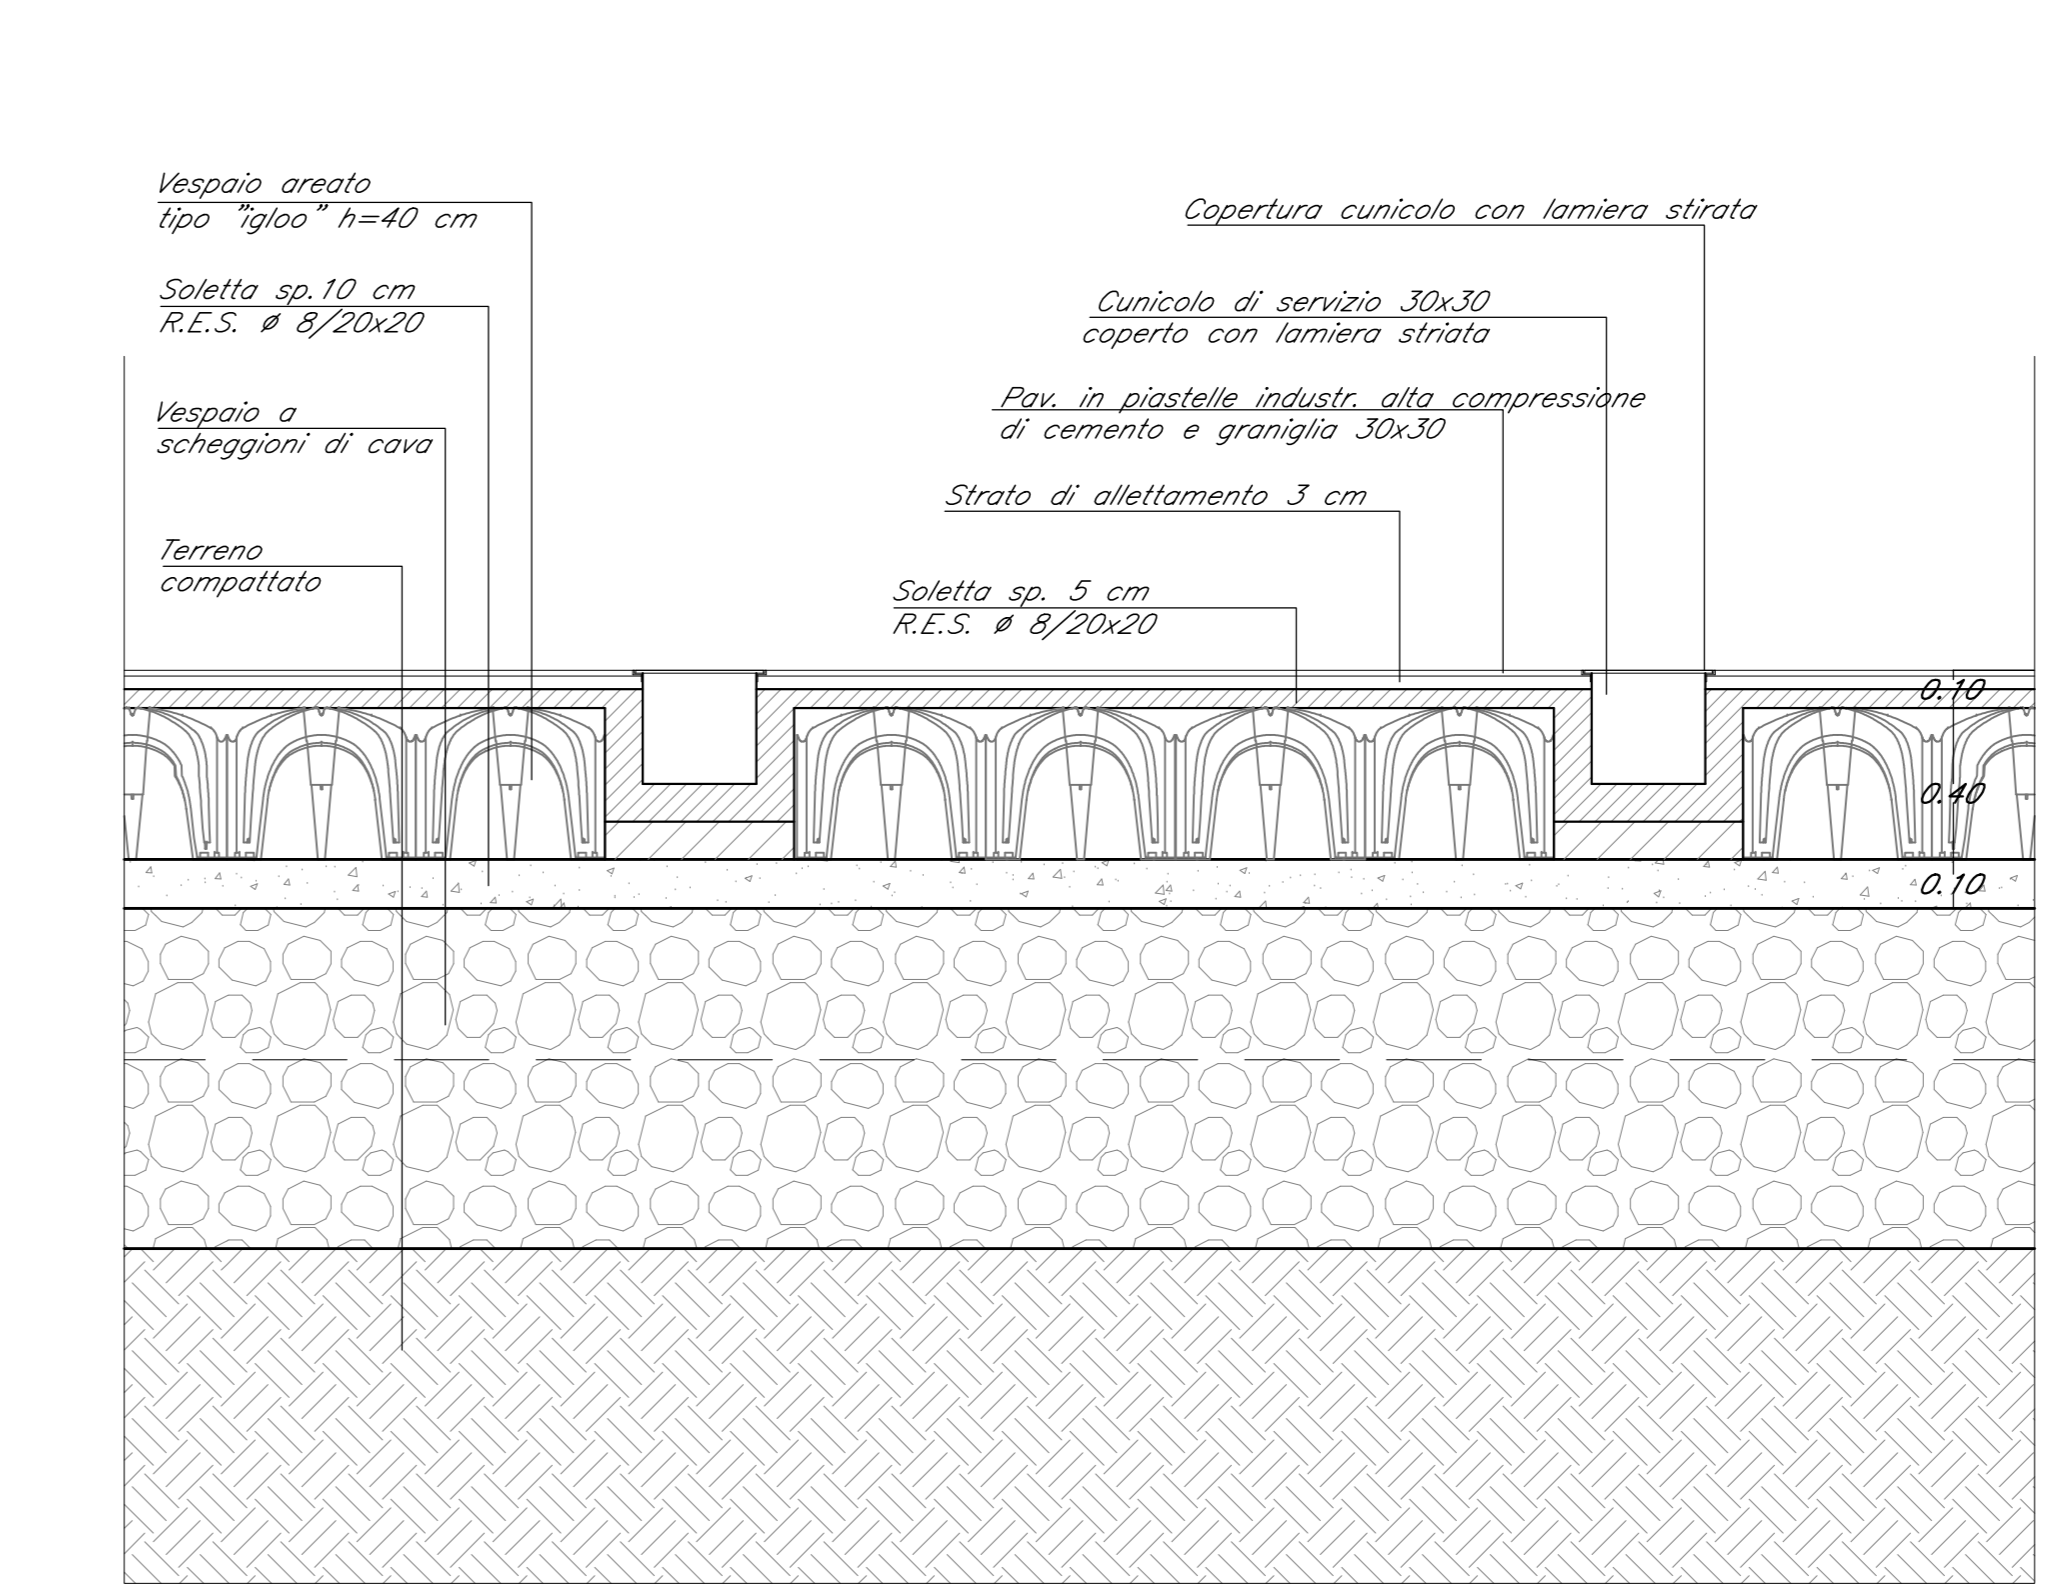 Vespaio areato
tipo "igloo" h=40 cm
Soletta sp.10 cm
R.E.S. ø 8/20x20
Vespaio a
scheggioni di cava
Terreno
compattato
Copertura cunicolo con lamiera stirata
Cunicolo di servizio 30x30
coperto con lamiera striata
Pav. in piastelle industr. alta compressione
di cemento e graniglia 30x30
Strato di allettamento 3 cm
Soletta sp. 5 cm
R.E.S. ø 8/20x20
0.10
0.40
0.10